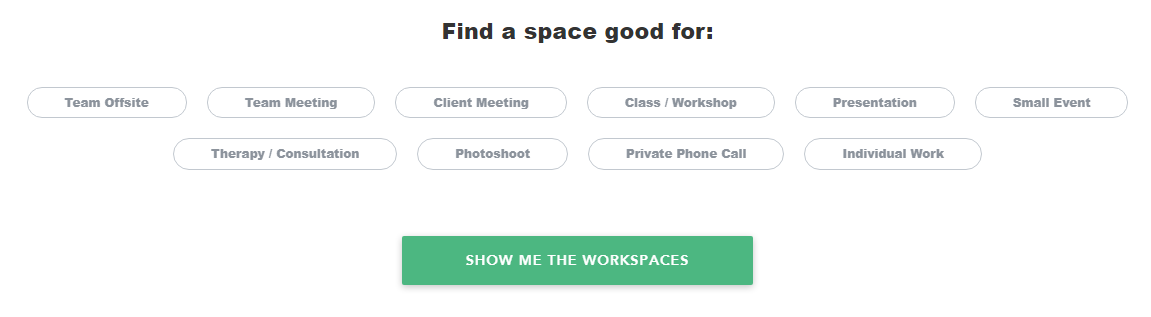 Find a space good for:
Team Offsite Team Meeting Client Meeting Class / Workshop Presentation Small Event
Therapy / Consultation Photoshoot Private Phone Call Individual Work
SHOW ME THE WORKSPACES